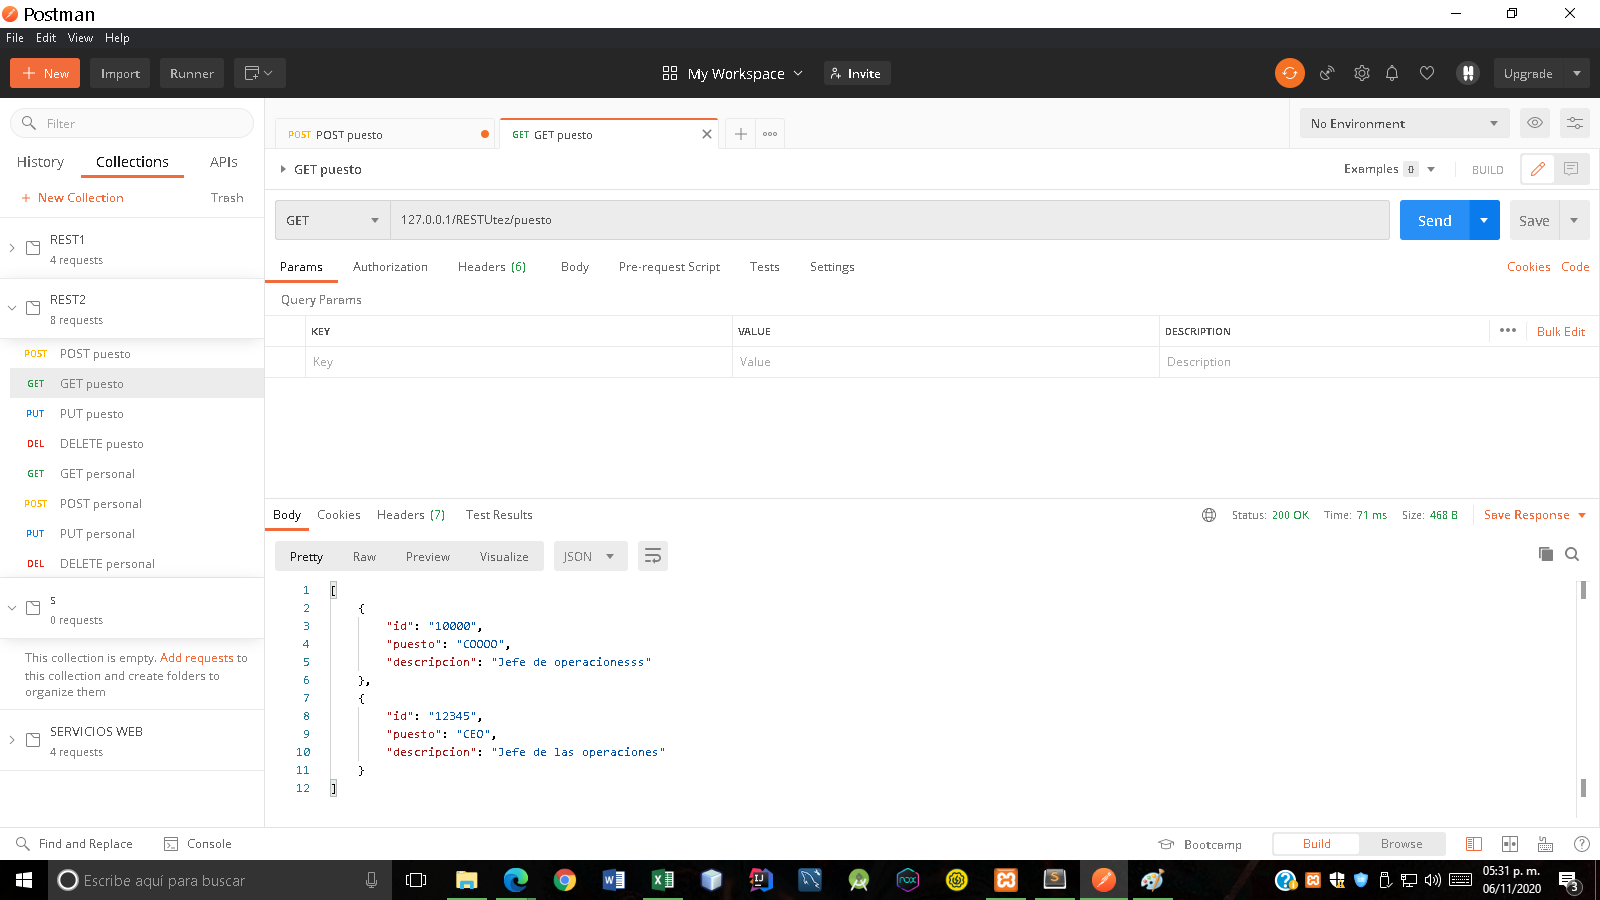 Postman
File Edit View Help
New Import Runner My Workspace Invite Upgrade
Filter
POST POST puesto GET GET puesto No Environment
History Collections APIs
GET puesto Examples 0 BUILD
New Collection Trash
GET 127.0.0.1/RESTUtez/puesto Send Save
REST1
4 requests
Params Authorization Headers (6) Body Pre-request Script Tests Settings Cookies Code
REST2
8 requests
Query Params
KEY VALUE DESCRIPTION Bulk Edit
Key Value Description
POST POST puesto
GET GET puesto
PUT PUT puesto
DEL DELETE puesto
GET GET personal
POST POST personal
PUT PUT personal
DEL DELETE personal
S
0 requests
This collection is empty. Add requests to
this collection and create folders to
organize them
SERVICIOS WEB
4 requests
Body Cookies Headers (7) Test Results Status: 200 OK Time: 71 ms Size: 468 B Save Response
Pretty Raw Preview Visualize JSON
1 [
2 {
3 "id": "10000",
4 "puesto": "COOOO",
5 "descripcion": "Jefe de operacionesss"
6 },
7 {
8 "id": "12345",
9 "puesto": "CEO",
10 "descripcion": "Jefe de las operaciones"
11 }
12 ]
Find and Replace Console Bootcamp Build Browse
Escribe aquí para buscar
05:31 p. m.
06/11/2020
3